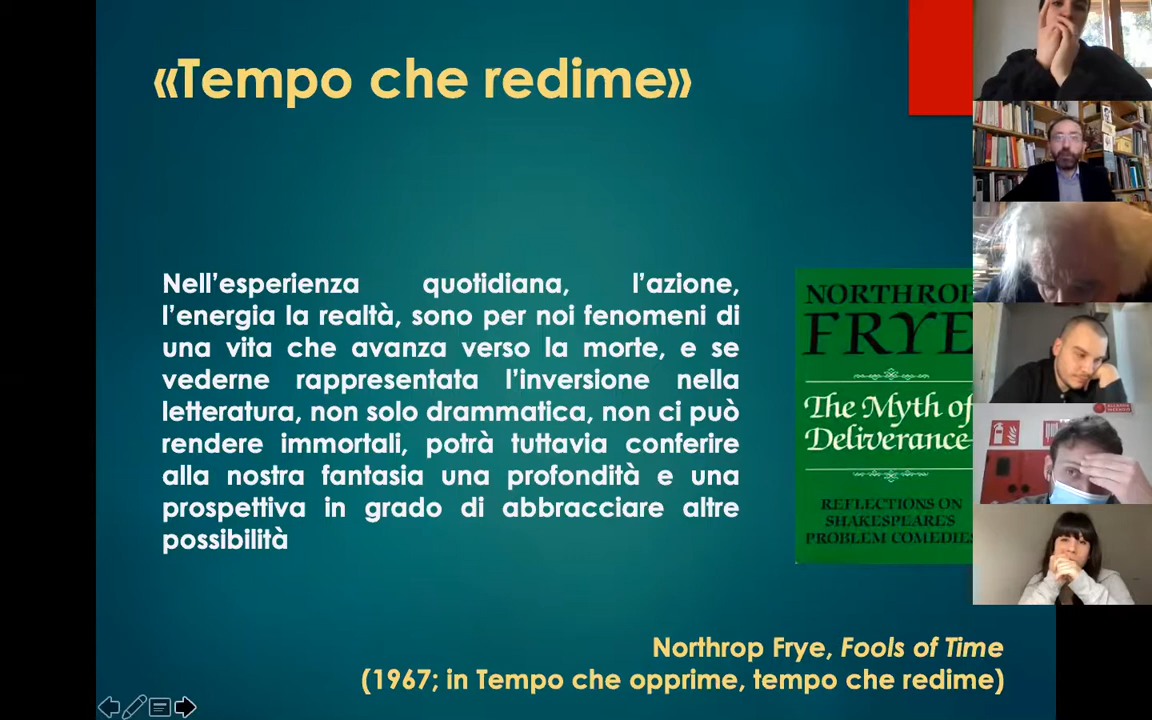 «Tempo che redime»
Nell'esperienza quotidiana, l'azione,
l'energia la realtà, sono per noi fenomeni di
una vita che avanza verso la morte, e se
vederne rappresentata l'inversione nella
letteratura, non solo drammatica, non ci può
rendere immortali, potrà tuttavia conferire
alla nostra fantasia una profondità e una
prospettiva in grado di abbracciare altre
possibilità
NORTHROP
FRYE
The Myth of
Deliverance
REFLECTIONS ON
SHAKESPEARE'S
PROBLEM COMEDIES
Northrop Frye, Fools of Time
(1967; in Tempo che opprime, tempo che redime)